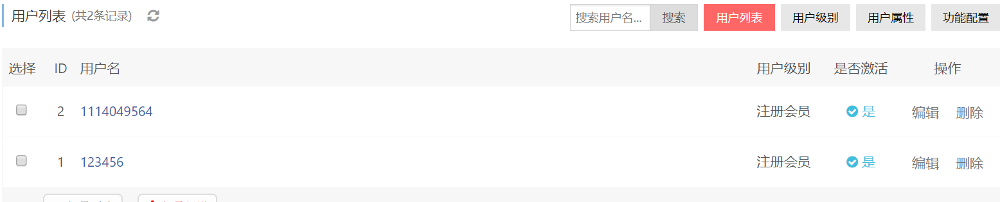 用户列表 (共2条记录) 搜索用户名... 搜索 用户列表 用户级别 用户属性 功能配置
选择 ID 用户名 用户级别 是否激活 操作
2 1114049564 注册会员 是 编辑 删除
1 123456 注册会员 是 编辑 删除